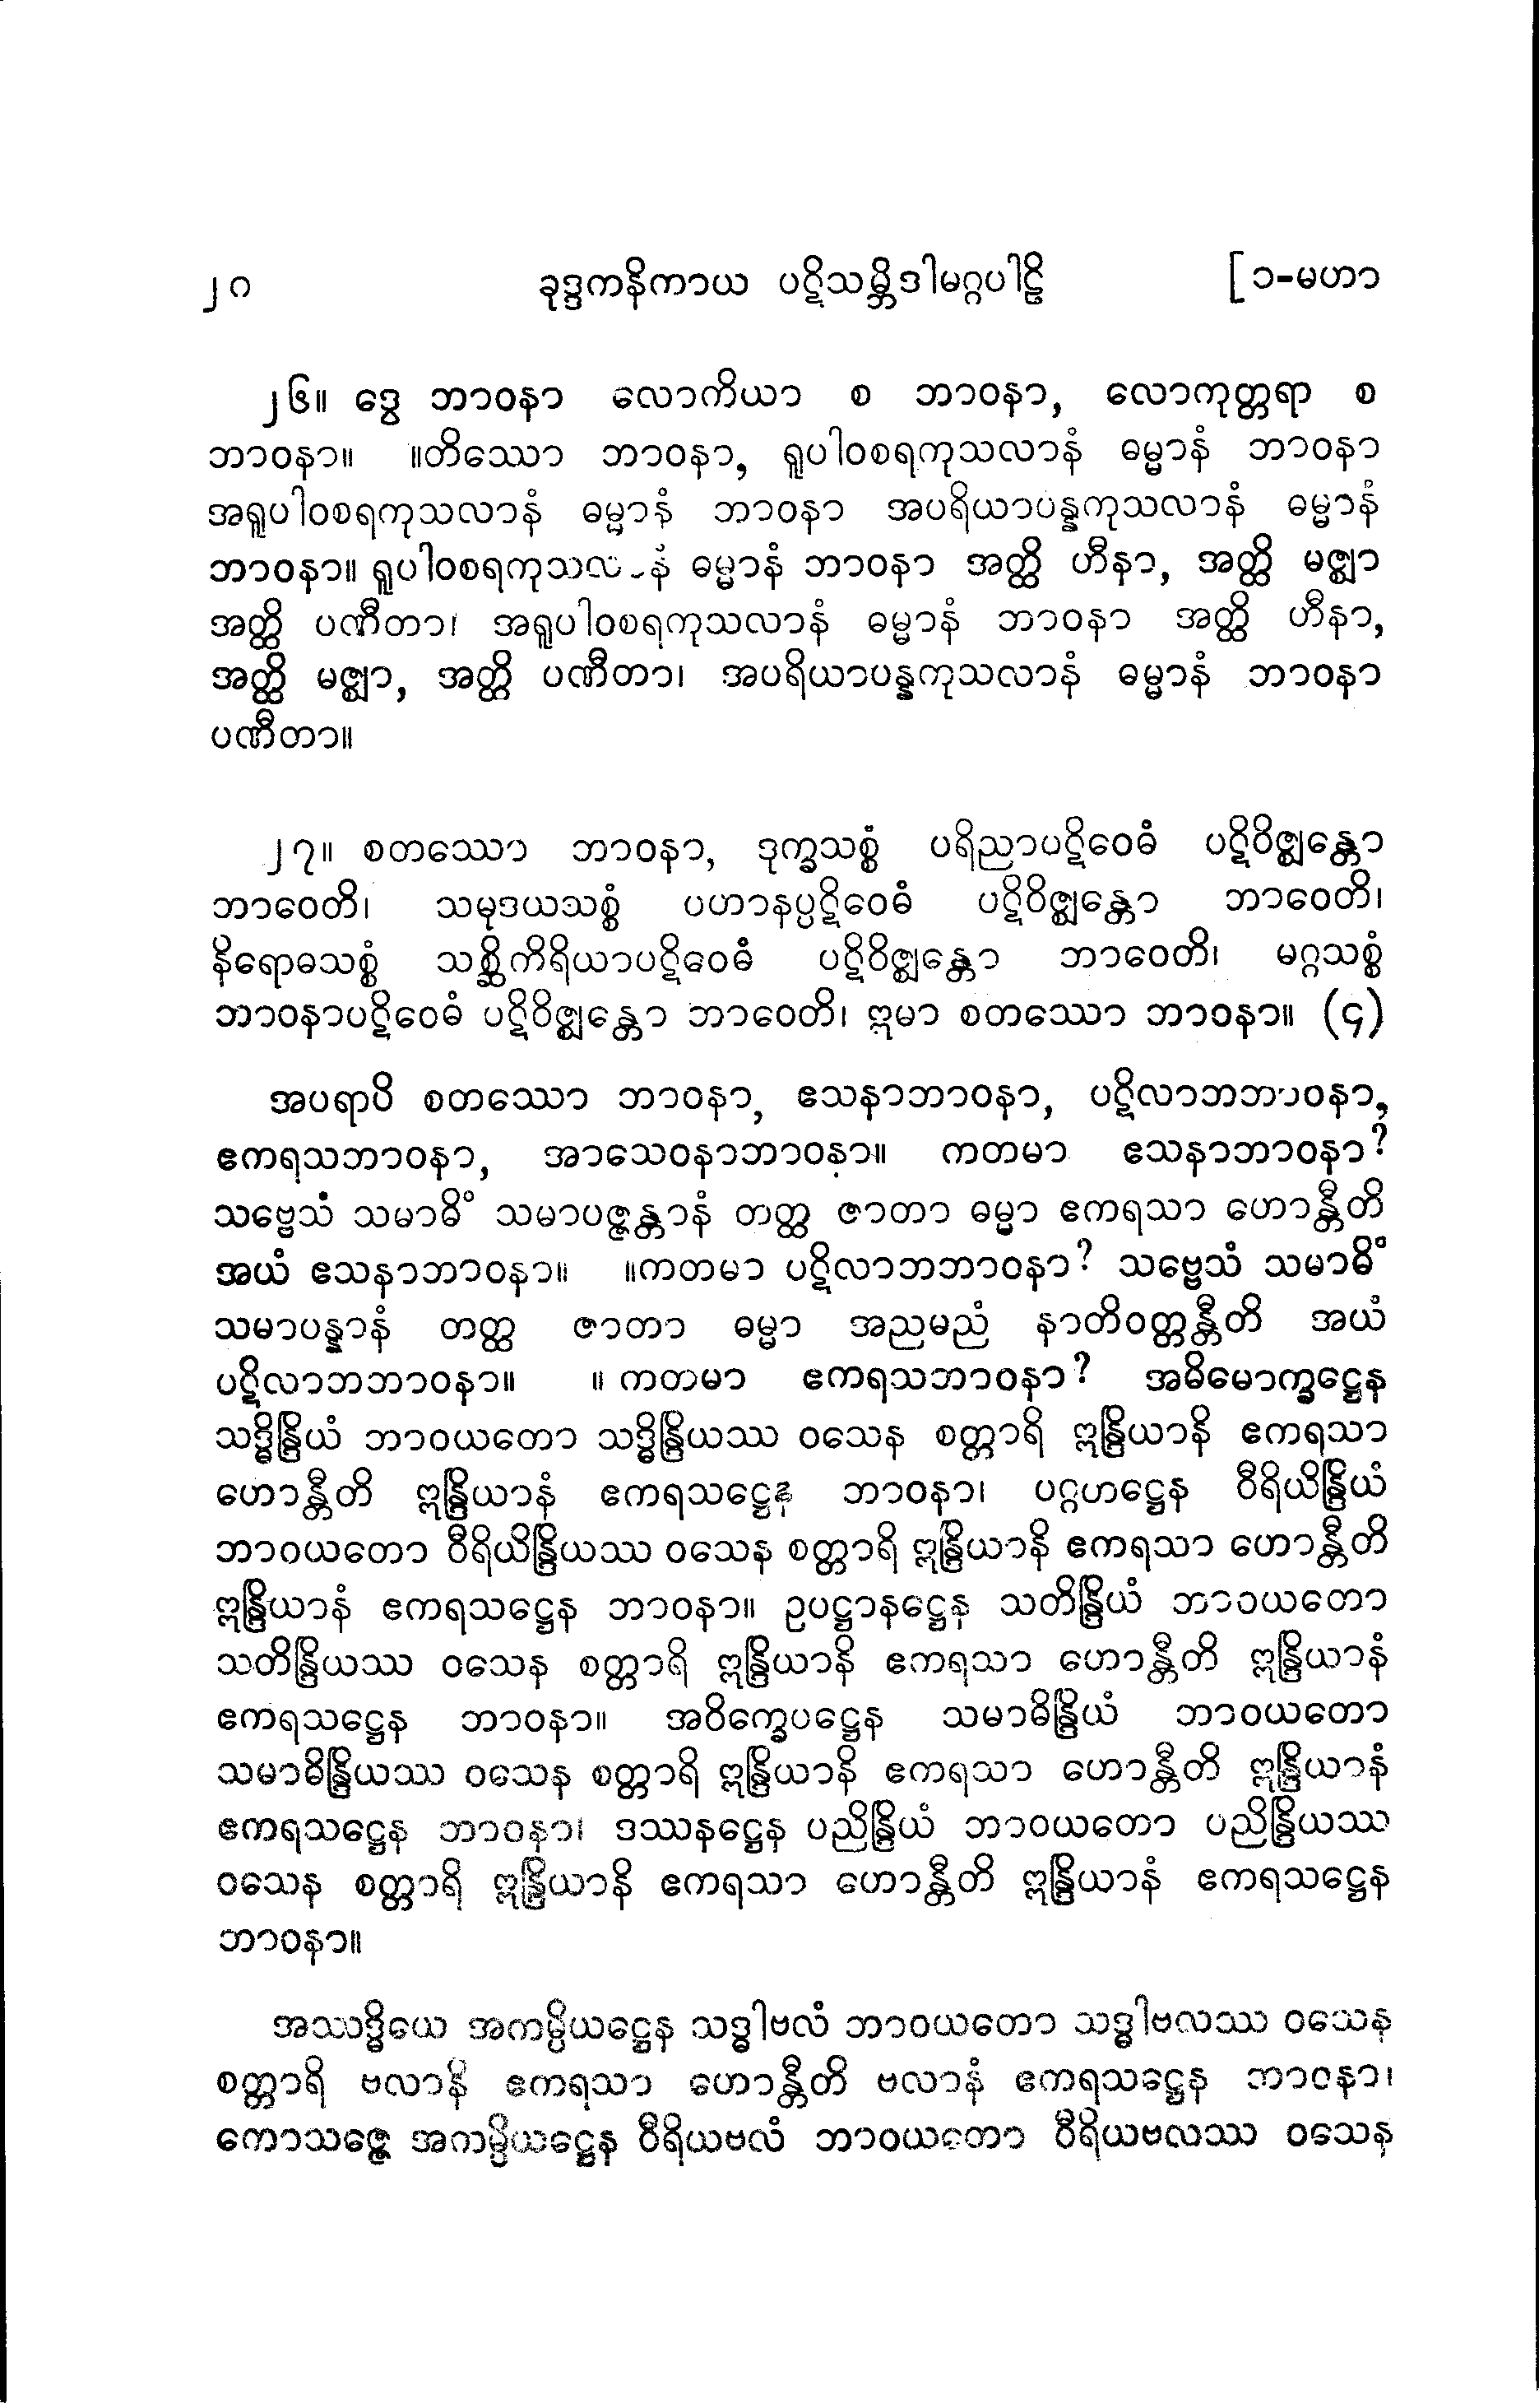 ၂၀ ခုဒ္ဒကနိကာယ ပဋိသမ္ဘိဒါမဂ္ဂပါဠိ [ ၁-မဟာ
၂၆။ ဒွေ ဘာဝနာ လောကိယာ စ ဘာဝနာ, လောကုတ္တရာ စ
ဘာဝနာ။ ။တိဿော ဘာဝနာ, ရူပါဝစရကုသလာနံ ဓမ္မာနံ ဘာဝနာ
အရူပါဝစရကုသလာနံ ဓမ္မာနံ ဘာဝနာ အပရိယာပန္နကုသလာနံ ဓမ္မာနံ
ဘာဝနာ။ ရူပါဝစရကုသလာနံ ဓမ္မာနံ ဘာဝနာ အတ္ထိ ဟီနာ, အတ္ထိ မဇ္ဈာ
အတ္ထိ ပဏီတာ၊ အရူပါဝစရကုသလာနံ ဓမ္မာနံ ဘာဝနာ အတ္ထိ ဟီနာ,
အတ္ထိ မဇ္ဈာ, အတ္ထိ ပဏီတာ၊ အပရိယာပန္နကုသလာနံ ဓမ္မာနံ ဘာဝနာ
ပဏီတာ။
၂၇။ စတဿော ဘာဝနာ, ဒုက္ခသစ္စံ ပရိညာပဋိဝေဓံ ပဋိဝိဇ္ဈန္တော
ဘာဝေတိ၊ သမုဒယသစ္စံ ပဟာနပ္ပဋိဝေဓံ ပဋိဝိဇ္ဈန္တော ဘာဝေတိ၊
နိရောဓသစ္စံ သစ္ဆိကိရိယာပဋိဝေဓံ ပဋိဝိဇ္ဈန္တော ဘာဝေတိ၊ မဂ္ဂသစ္စံ
ဘာဝနာပဋိဝေဓံ ပဋိဝိဇ္ဈန္တော ဘာဝေတိ၊ ဣမာ စတဿော ဘာဝနာ။ (၄)
အပရာပိ စတဿော ဘာဝနာ, ဧသနာဘာဝနာ, ပဋိလာဘဘာဝနာ,
ဧကရသဘာဝနာ, အာသေဝနာဘာဝနာ။ ကတမာ ဧသနာဘာဝနာ?
သဗ္ဗေသံ သမာဓိံ သမာပဇ္ဇန္တာနံ တတ္ထ ဇာတာ ဓမ္မာ ဧကရသာ ဟောန္တီတိ
အယံ ဧသနာဘာဝနာ။ ။ကတမာ ပဋိလာဘဘာဝနာ? သဗ္ဗေသံ သမာဓိံ
သမာပန္နာနံ တတ္ထ ဇာတာ ဓမ္မာ အညမညံ နာတိဝတ္တန္တီတိ အယံ
ပဋိလာဘဘာဝနာ။ ။ ကတမာ ဧကရသဘာဝနာ? အဓိမောက္ခဋ္ဌေန
သဒ္ဓိန္ဒြိယံ ဘာဝယတော သဒ္ဓိန္ဒြိယဿ ဝသေန စတ္တာရိ ဣန္ဒြိယာနိ ဧကရသာ
ဟောန္တီတိ ဣန္ဒြိယာနံ ဧကရသဋ္ဌေန ဘာဝနာ၊ ပဂ္ဂဟဋ္ဌေန ဝီရိယိန္ဒြိယံ
ဘာဝယတော ဝီရိယိန္ဒြိယဿ ဝသေန စတ္တာရိ ဣန္ဒြိယာနိ ဧကရသာ ဟောန္တီတိ
ဣန္ဒြိယာနံ ဧကရသဋ္ဌေန ဘာဝနာ။ ဥပဋ္ဌာနဋ္ဌေန သတိန္ဒြိယံ ဘာဝယတော
သတိန္ဒြိယဿ ဝသေန စတ္တာရိ ဣန္ဒြိယာနိ ဧကရသာ ဟောန္တီတိ ဣန္ဒြိယာနံ
ဧကရသဋ္ဌေန ဘာဝနာ။ အဝိက္ခေပဋ္ဌေန သမာဓိန္ဒြိယံ ဘာဝယတော
သမာဓိန္ဒြိယဿ ဝသေန စတ္တာရိ ဣန္ဒြိယာနိ ဧကရသာ ဟောန္တီတိ ဣန္ဒြိယာနံ
ဧကရသဋ္ဌေန ဘာဝနာ၊ ဒဿနဋ္ဌေန ပညိန္ဒြိယံ ဘာဝယတော ပညိန္ဒြိယဿ
ဝသေန စတ္တာရိ ဣန္ဒြိယာနိ ဧကရသာ ဟောန္တီတိ ဣန္ဒြိယာနံ ဧကရသဋ္ဌေန
ဘာဝနာ။
အဿဒ္ဓိယေ အကမ္ပိယဋ္ဌေန သဒ္ဓါဗလံ ဘာဝယတော သဒ္ဓါဗလဿ ဝသေန
စတ္တာရိ ဗလာနိ ဧကရသာ ဟောန္တီတိ ဗလာနံ ဧကရသဋ္ဌေန ဘာဝနာ၊
ကောသဇ္ဇေ အကမ္ပိယဋ္ဌေန ဝီရိယဗလံ ဘာဝယတော ဝီရိယဗလဿ ဝသေန